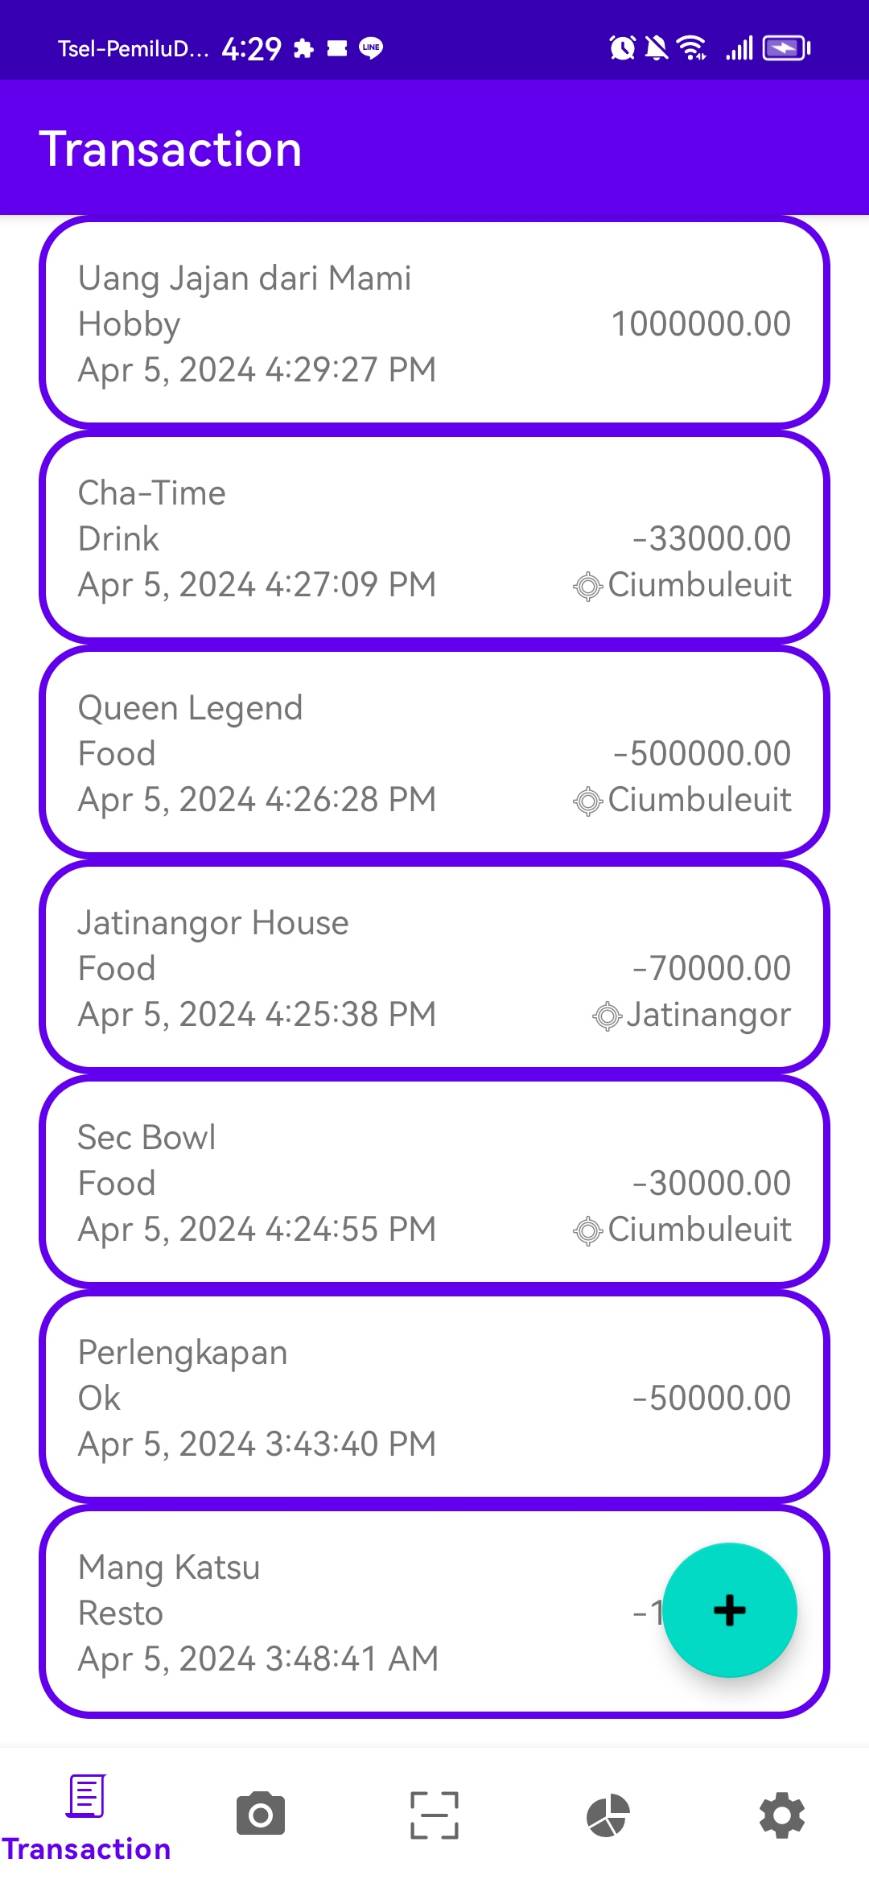 Tsel-PemiluD... 4:29
LINE
Transaction
Uang Jajan dari Mami
Hobby 1000000.00
Apr 5, 2024 4:29:27 PM
Cha-Time
Drink -33000.00
Apr 5, 2024 4:27:09 PM Ciumbuleuit
Queen Legend
Food -500000.00
Apr 5, 2024 4:26:28 PM Ciumbuleuit
Jatinangor House
Food -70000.00
Apr 5, 2024 4:25:38 PM Jatinangor
Sec Bowl
Food -30000.00
Apr 5, 2024 4:24:55 PM Ciumbuleuit
Perlengkapan
Ok -50000.00
Apr 5, 2024 3:43:40 PM
Mang Katsu
Resto
Apr 5, 2024 3:48:41 AM
Transaction